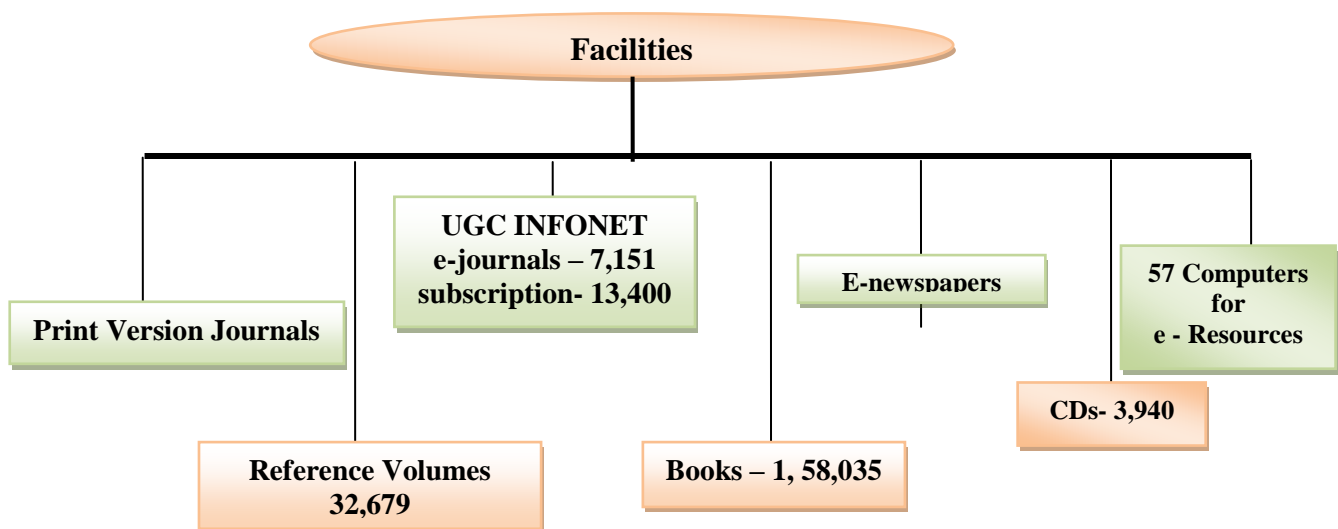 Facilities
Print Version Journals
Reference Volumes
32,679
UGC INFONET
e-journals – 7,151
subscription- 13,400
Books – 1, 58,035
E-newspapers
CDs- 3,940
57 Computers
for
e - Resources